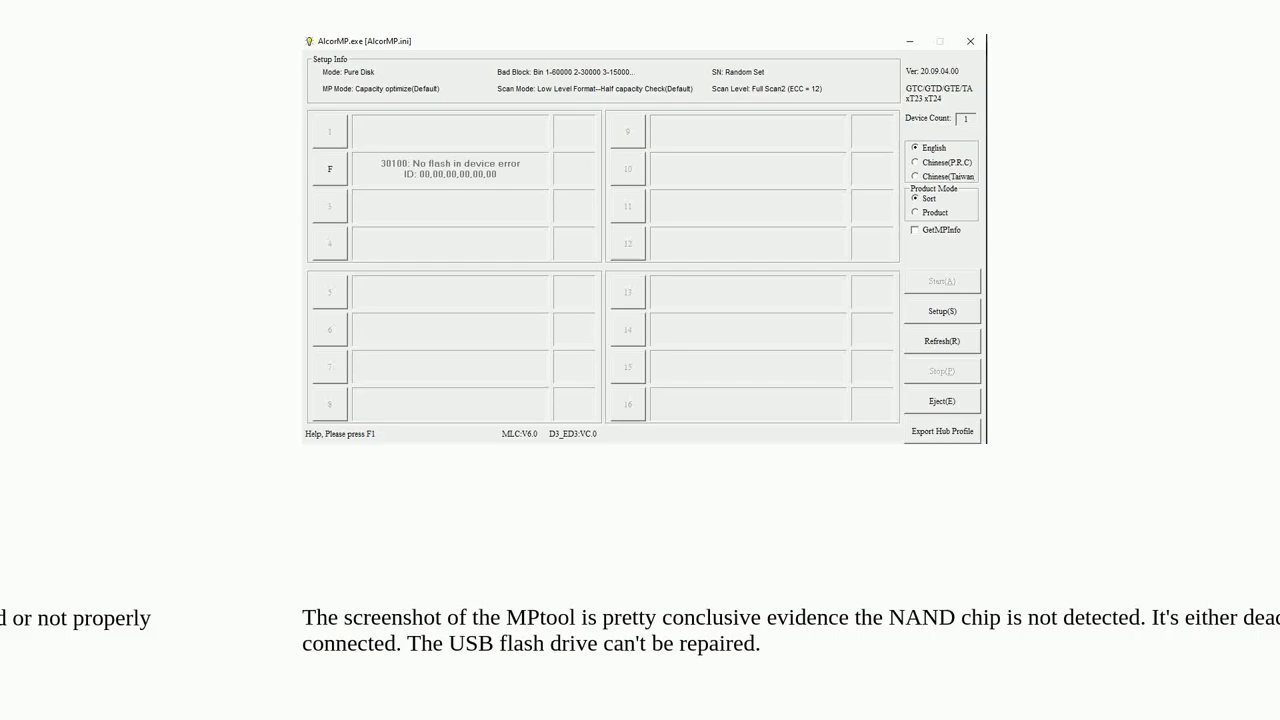 AlcorMP.exe [AlcorMP.ini]
Setup Info
Mode: Pure Disk
Bad Block: Bin 1-60000 2-30000 3-15000...
SN: Random Set
MP Mode: Capacity optimize(Default)
Scan Mode: Low Level Format--Half capacity Check(Default)
Scan Level: Full Scan2 (ECC = 12)
Ver: 20.09.04.00
GTC/GTD/GTE/TA
xT23 xT24
Device Count: 1
English
Chinese(P.R.C)
Chinese(Taiwan
Product Mode
Sort
Product
GetMPInfo
1
F
30100: No flash in device error
ID: 00,00,00,00,00,00
3
4
9
10
11
12
5
6
7
8
13
14
15
16
Start(A)
Setup(S)
Refresh(R)
Stop(P)
Eject(E)
Export Hub Profile
Help, Please press F1
MLC:V6.0
D3_ED3:VC.0
d or not properly
The screenshot of the MPtool is pretty conclusive evidence the NAND chip is not detected. It's either dead
connected. The USB flash drive can't be repaired.